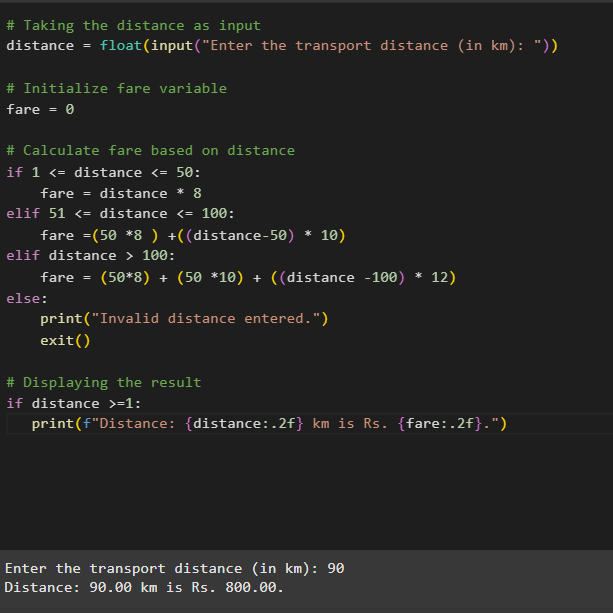 # Taking the distance as input
distance = float(input("Enter the transport distance (in km): "))
# Initialize fare variable
fare = 0
# Calculate fare based on distance
if 1 <= distance <= 50:
    fare = distance * 8
elif 51 <= distance <= 100:
    fare =(50 *8 ) +((distance-50) * 10)
elif distance > 100:
    fare = (50*8) + (50 *10) + ((distance -100) * 12)
else:
    print("Invalid distance entered.")
    exit()
# Displaying the result
if distance >=1:
   print(f"Distance: {distance:.2f} km is Rs. {fare:.2f}.")
Enter the transport distance (in km): 90
Distance: 90.00 km is Rs. 800.00.